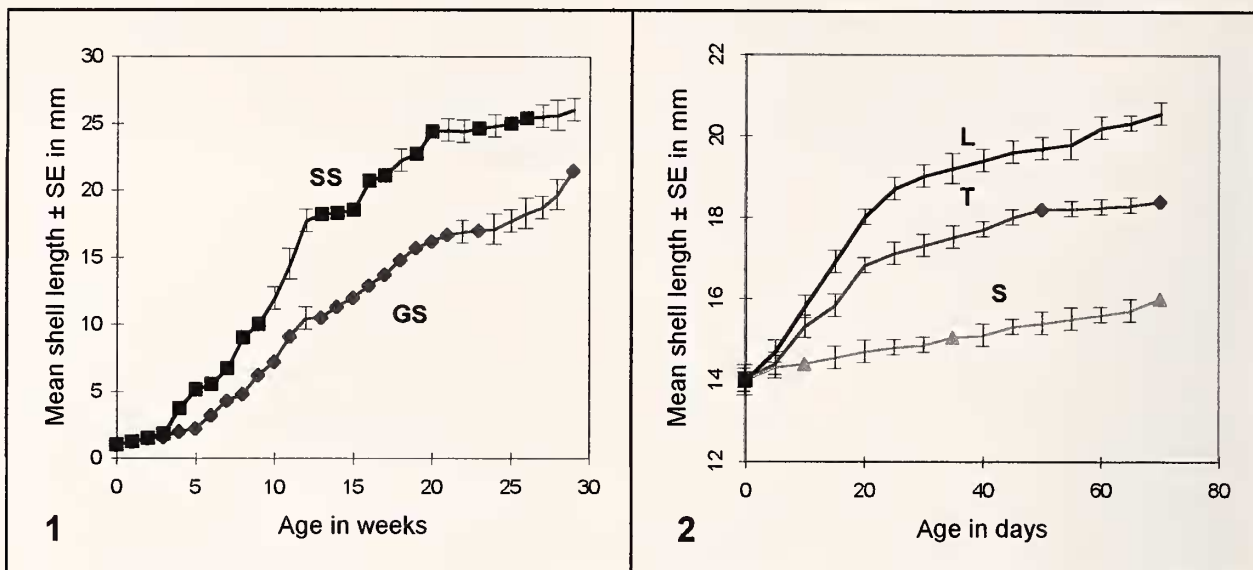 Mean shell length ± SE in mm
30
25
20
15
10
5
0
SS
GS
0 5 10 15 20 25 30
Age in weeks
1
Mean shell length ± SE in mm
22
20
18
16
14
12
L
T
S
0 20 40 60 80
Age in days
2